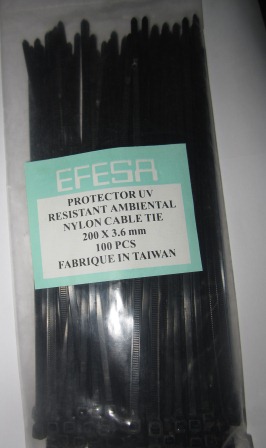 EFESA
PROTECTOR UV
RESISTANT AMBIENTAL
NYLON CABLE TIE
200 X 3.6 mm
100 PCS
FABRIQUE IN TAIWAN